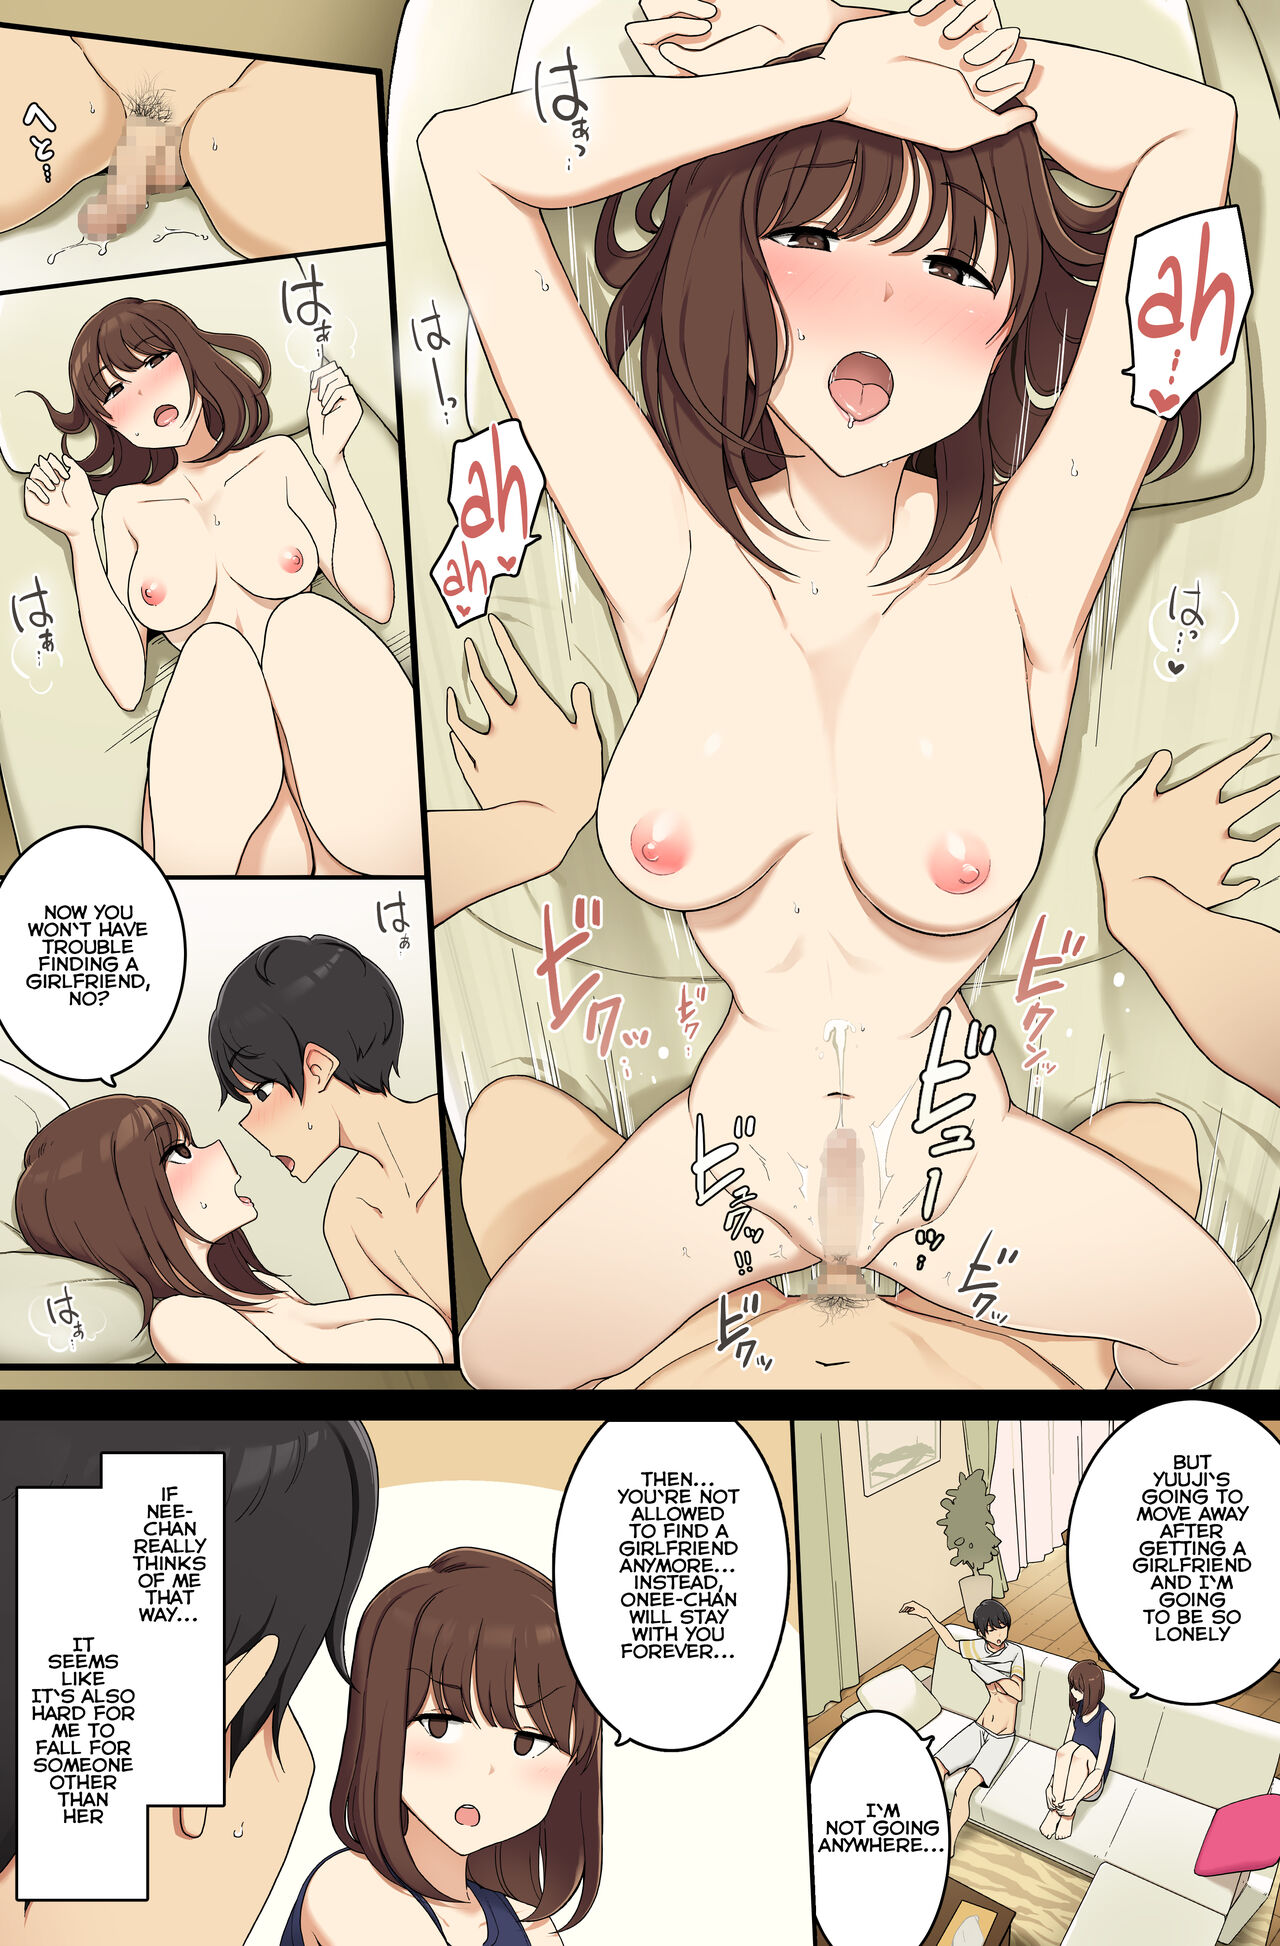 はぁっ…
ah…♥
はーっ
ah
ah♥
♥
はっ…♥
ビクッ…
ビクッ…
ビクンッ…
ビューーッ…
ビュクッ!!
ビクッ
ビクッ
へと…
はぁ…
はぁ…
はぁ…
はぁ…
NOW YOU
WON'T HAVE
TROUBLE
FINDING A
GIRLFRIEND,
NO?
BUT
YUUJI'S
GOING TO
MOVE AWAY
AFTER
GETTING A
GIRLFRIEND
AND I'M
GOING
TO BE SO
LONELY
I'M
NOT GOING
ANYWHERE...
THEN...
YOU'RE NOT
ALLOWED
TO FIND A
GIRLFRIEND
ANYMORE...
INSTEAD,
ONEE-CHAN
WILL STAY
WITH YOU
FOREVER...
IF
NEE-
CHAN
REALLY
THINKS
OF ME
THAT
WAY...
IT
SEEMS
LIKE
IT'S ALSO
HARD FOR
ME TO
FALL FOR
SOMEONE
OTHER
THAN
HER